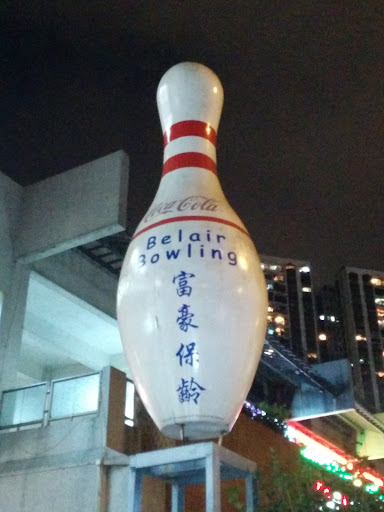 Coca-Cola
Belair
Bowling
富豪保齡